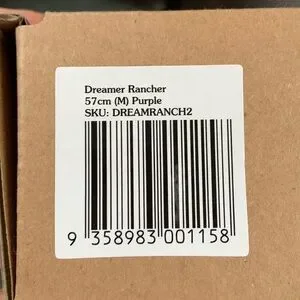 Dreamer Rancher
57cm (M) Purple
SKU: DREAMRANCH2
9 358983 001158